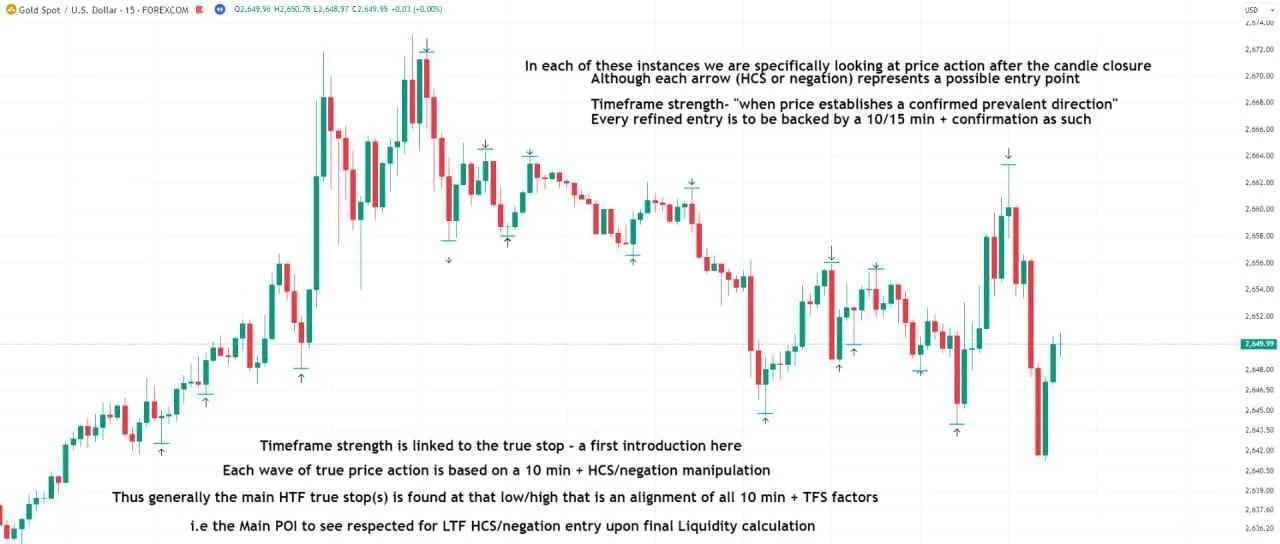 Gold Spot / U.S. Dollar - 15 - FOREXCOM O2,649.96 H2,650.78 L2,648.97 C2,649.99 +0.03 (+0.00%)
USD
2,674.00
2,672.00
In each of these instances we are specifically looking at price action after the candle closure
2,670.00
Although each arrow (HCS or negation) represents a possible entry point
2,668.00
Timeframe strength- "when price establishes a confirmed prevalent direction"
Every refined entry is to be backed by a 10/15 min + confirmation as such
2,666.00
2,664.00
2,662.00
2,660.00
2,658.00
2,656.00
2,654.00
2,652.00
2,649.99
2,648.00
2,646.50
2,645.00
2,643.50
Timeframe strength is linked to the true stop - a first introduction here
2,642.00
Each wave of true price action is based on a 10 min + HCS/negation manipulation
2,640.50
Thus generally the main HTF true stop(s) is found at that low/high that is an alignment of all 10 min + TFS factors
2,639.00
2,637.60
i.e the Main POI to see respected for LTF HCS/negation entry upon final Liquidity calculation
2,636.20